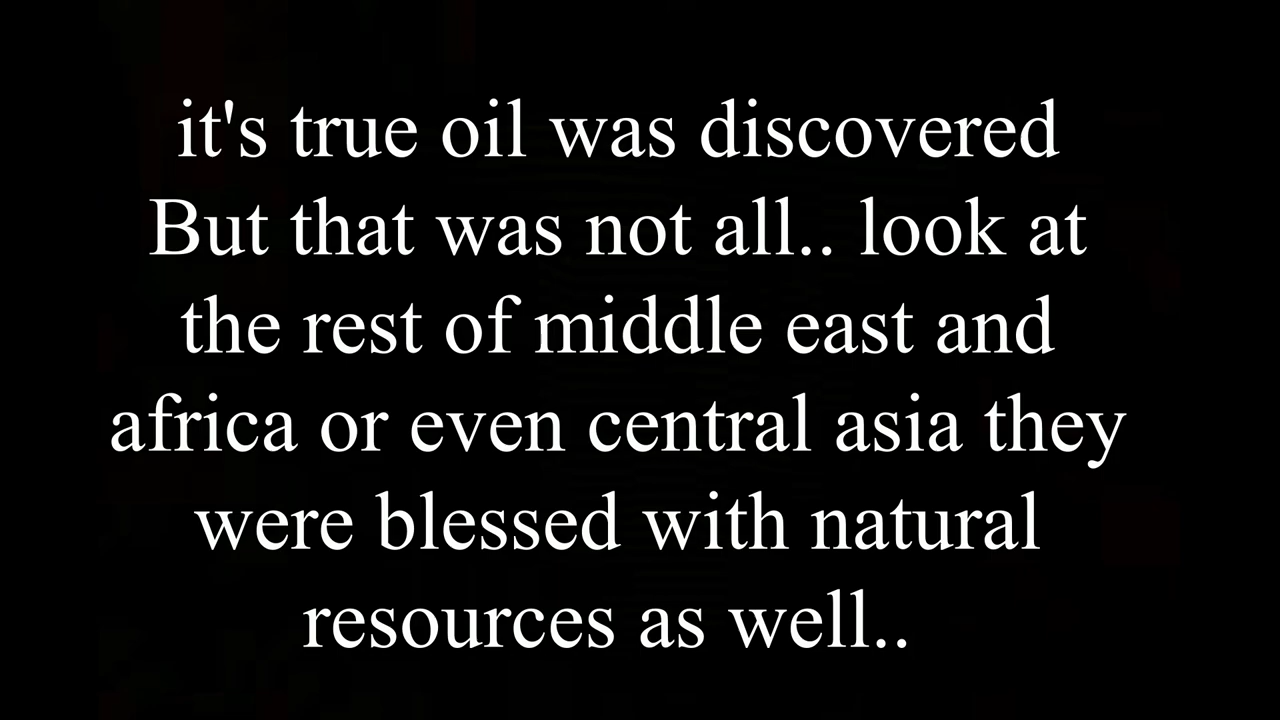 it's true oil was discovered
But that was not all.. look at
the rest of middle east and
africa or even central asia they
were blessed with natural
resources as well..